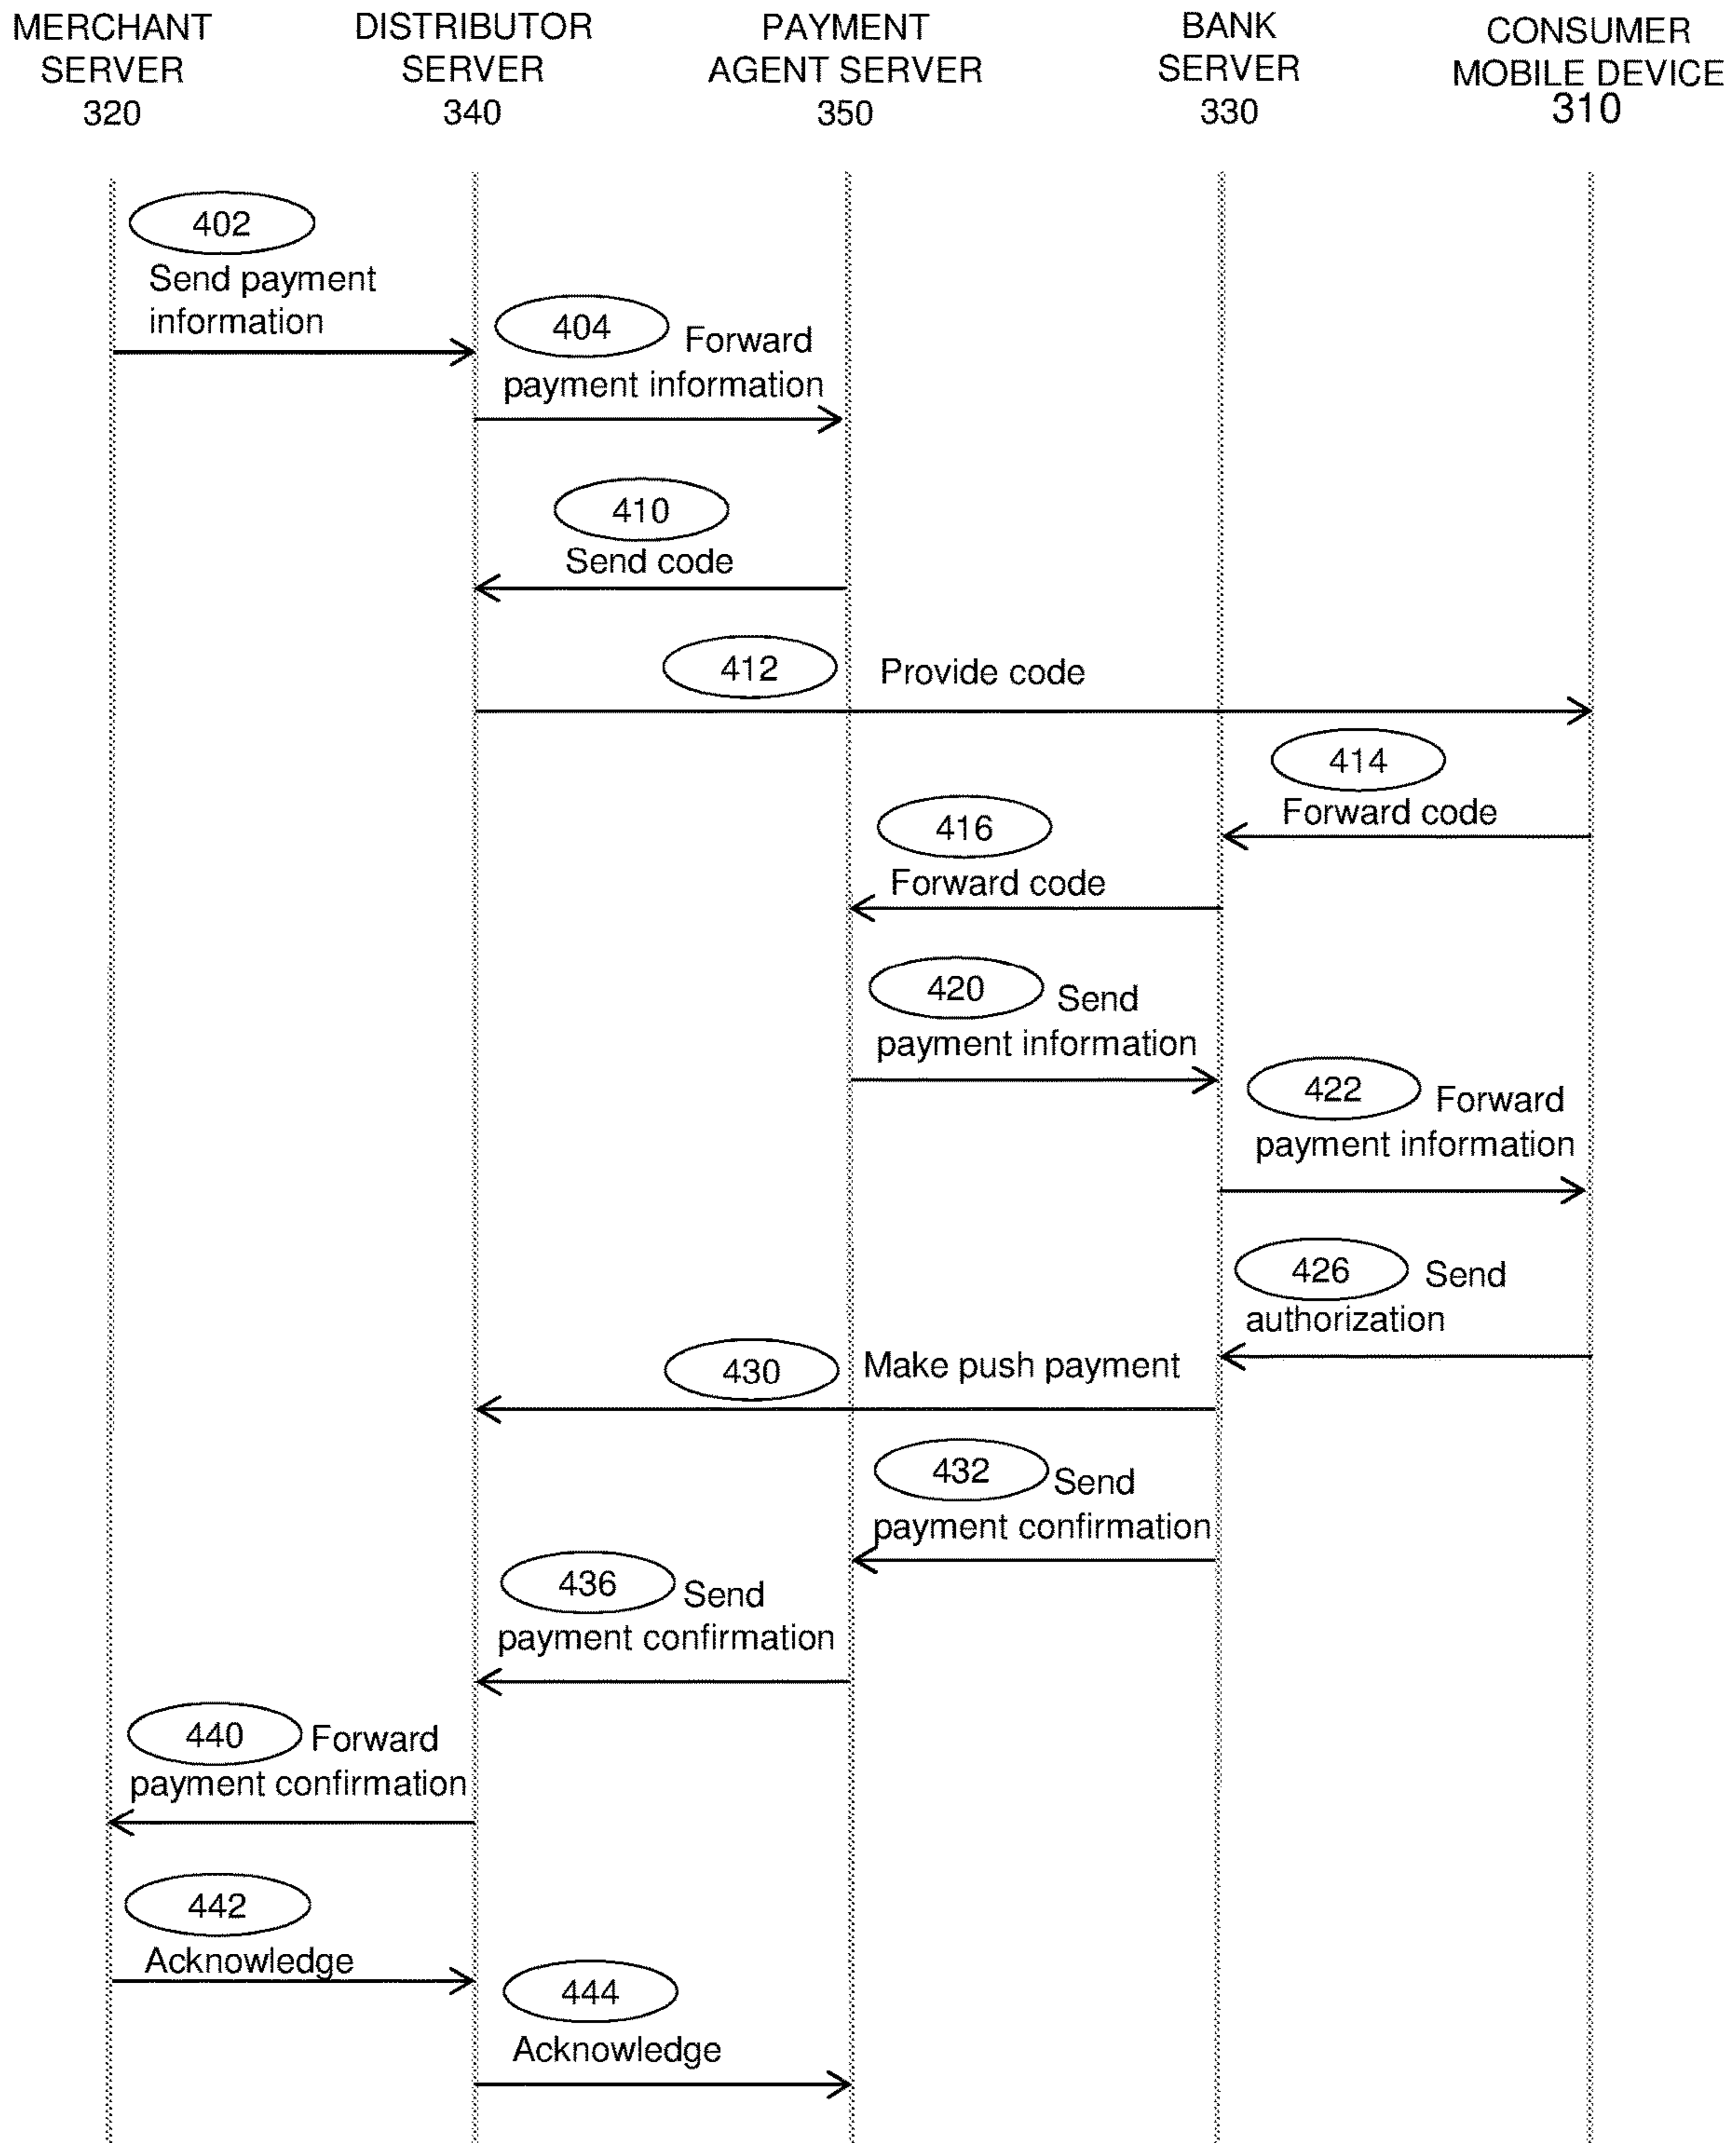 MERCHANT
SERVER
320
DISTRIBUTOR
SERVER
340
PAYMENT
AGENT SERVER
350
BANK
SERVER
330
CONSUMER
MOBILE DEVICE
310
402
Send payment
information
404 Forward
payment information
410
Send code
412 Provide code
414
Forward code
416
Forward code
420 Send
payment information
422 Forward
payment information
426 Send
authorization
430 Make push payment
432 Send
payment confirmation
436 Send
payment confirmation
440 Forward
payment confirmation
442
Acknowledge
444
Acknowledge